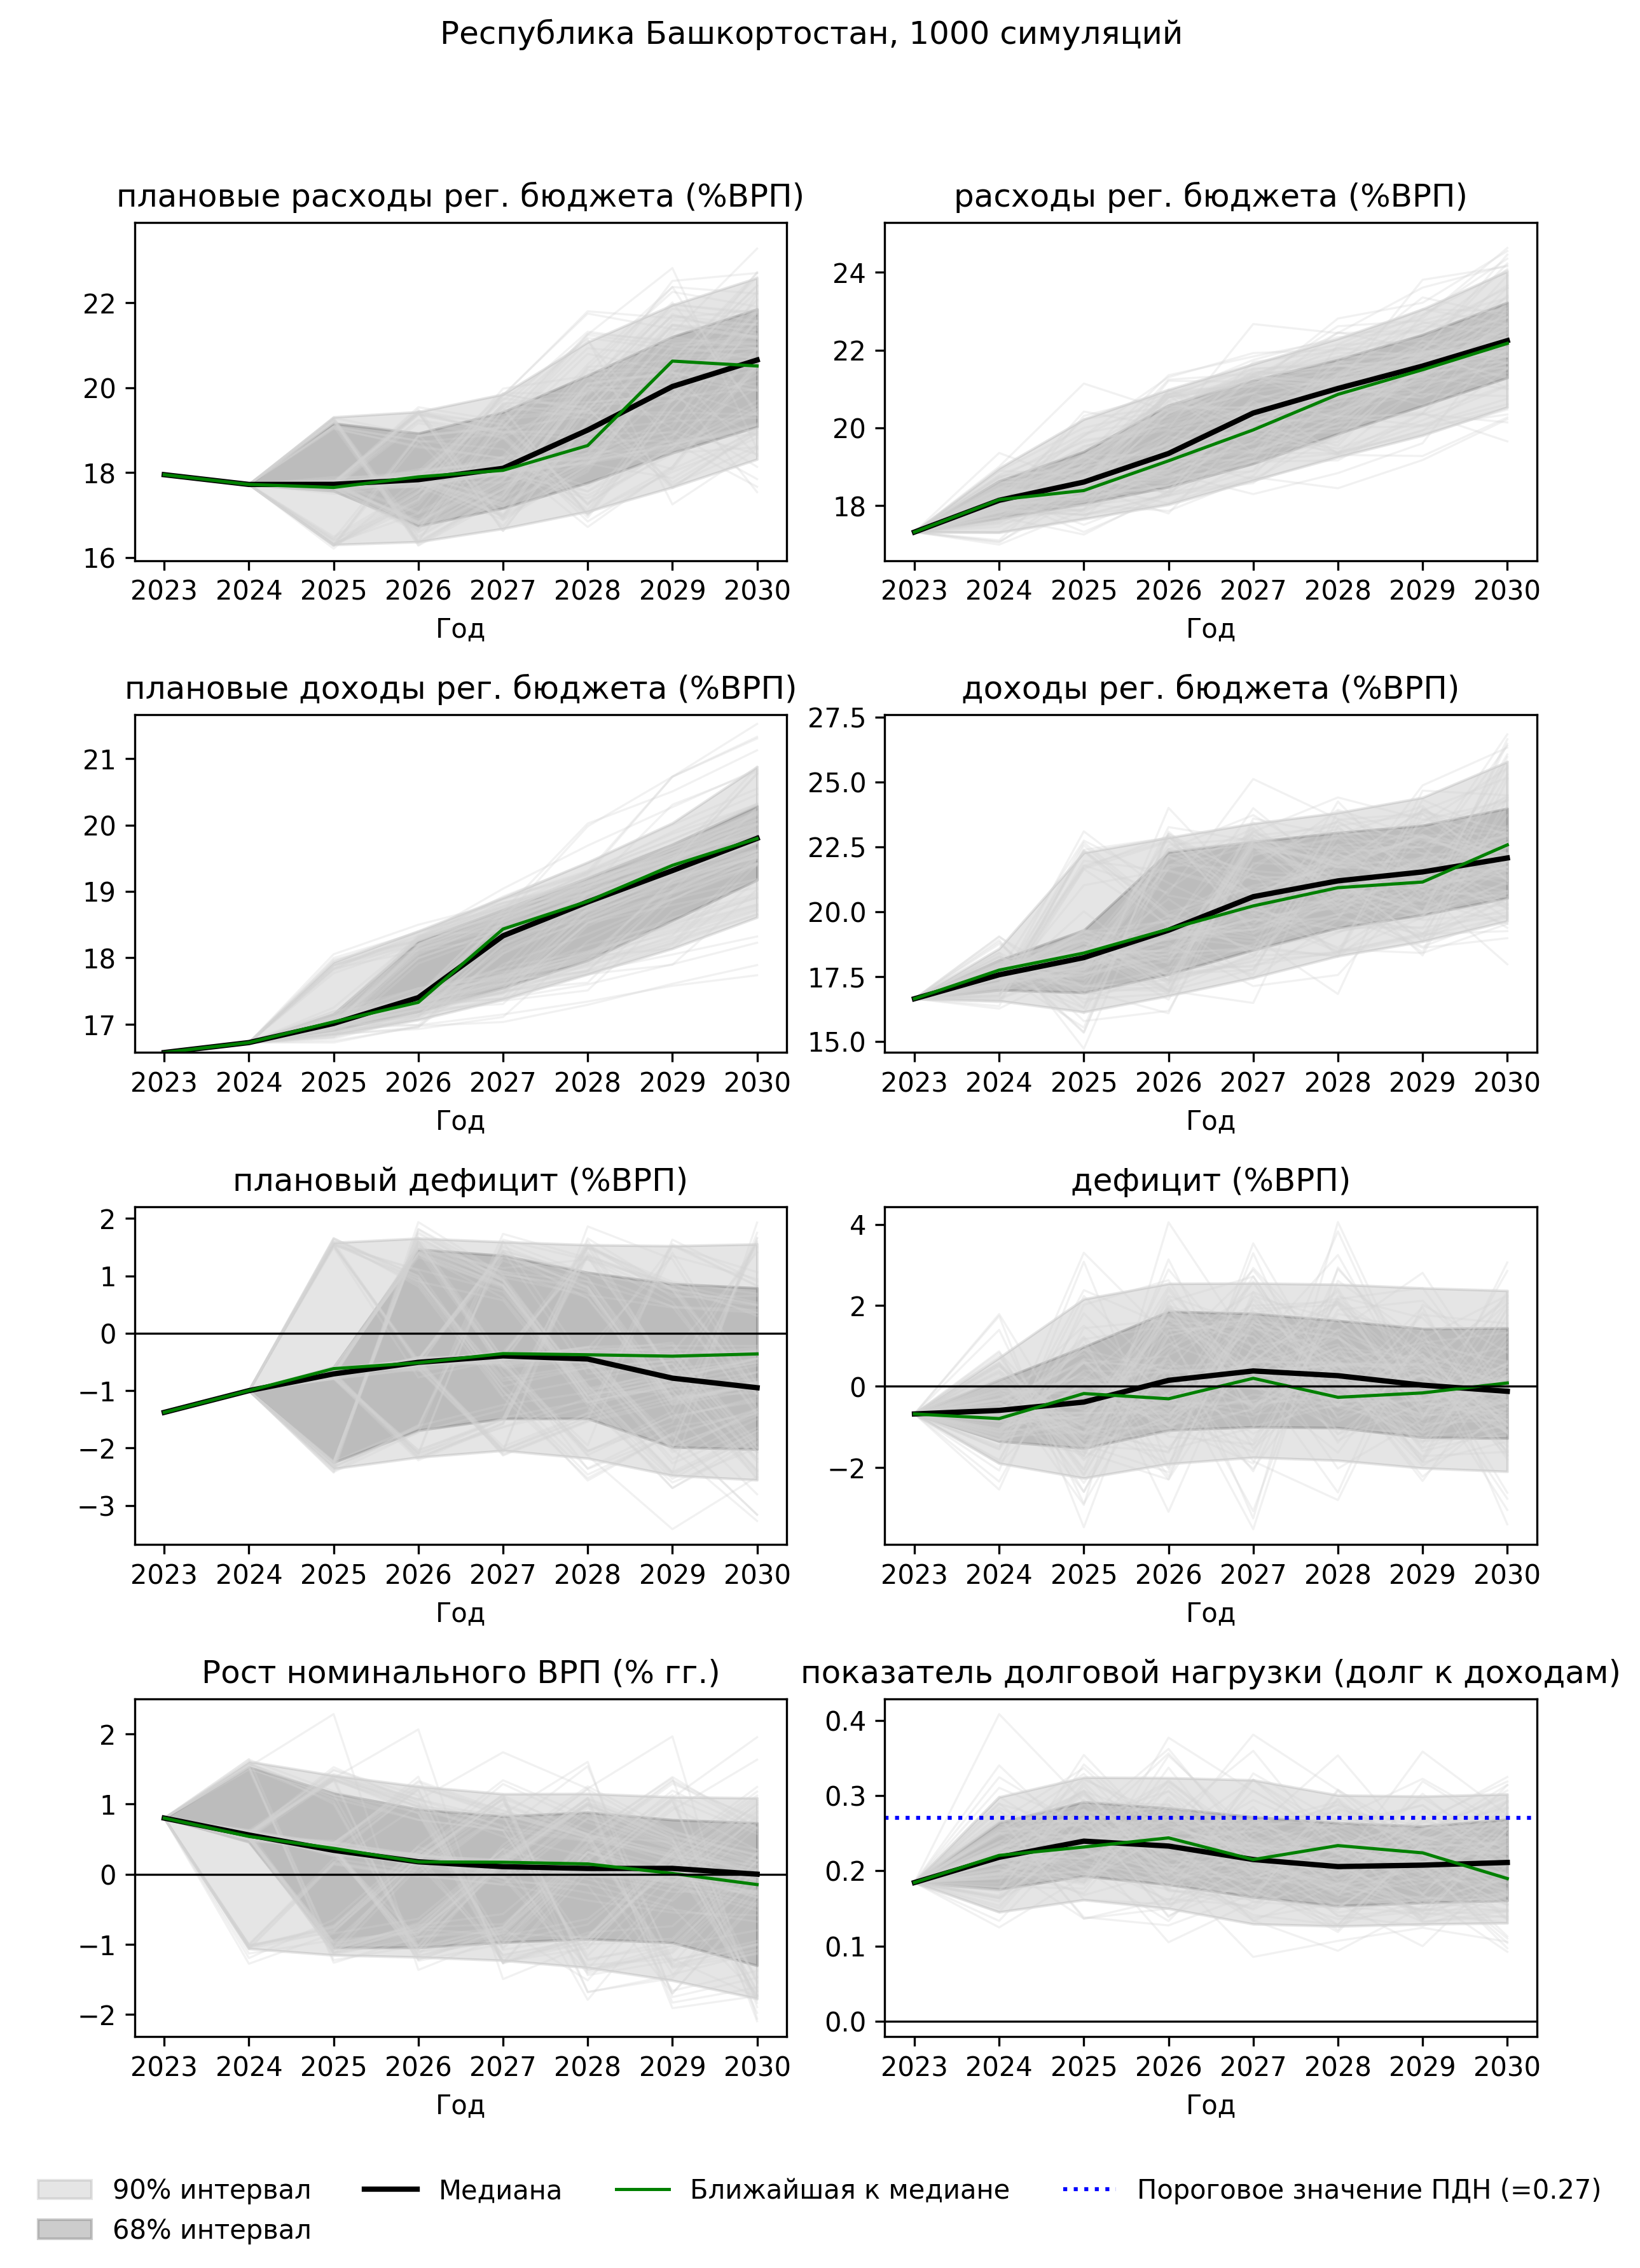 Республика Башкортостан, 1000 симуляций
плановые расходы рег. бюджета (%ВРП)
22
20
18
16
2023 2024 2025 2026 2027 2028 2029 2030
Год
расходы рег. бюджета (%ВРП)
24
22
20
18
2023 2024 2025 2026 2027 2028 2029 2030
Год
плановые доходы рег. бюджета (%ВРП)
21
20
19
18
17
2023 2024 2025 2026 2027 2028 2029 2030
Год
доходы рег. бюджета (%ВРП)
27.5
25.0
22.5
20.0
17.5
15.0
2023 2024 2025 2026 2027 2028 2029 2030
Год
плановый дефицит (%ВРП)
2
1
0
−1
−2
−3
2023 2024 2025 2026 2027 2028 2029 2030
Год
дефицит (%ВРП)
4
2
0
−2
2023 2024 2025 2026 2027 2028 2029 2030
Год
Рост номинального ВРП (% гг.)
2
1
0
−1
−2
2023 2024 2025 2026 2027 2028 2029 2030
Год
показатель долговой нагрузки (долг к доходам)
0.4
0.3
0.2
0.1
0.0
2023 2024 2025 2026 2027 2028 2029 2030
Год
90% интервал
68% интервал
Медиана
Ближайшая к медиане
Пороговое значение ПДН (=0.27)